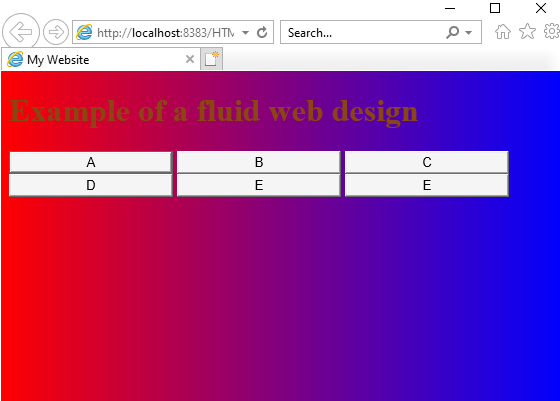 http://localhost:8383/HTM
Search...
My Website
Example of a fluid web design
A B C
D E E